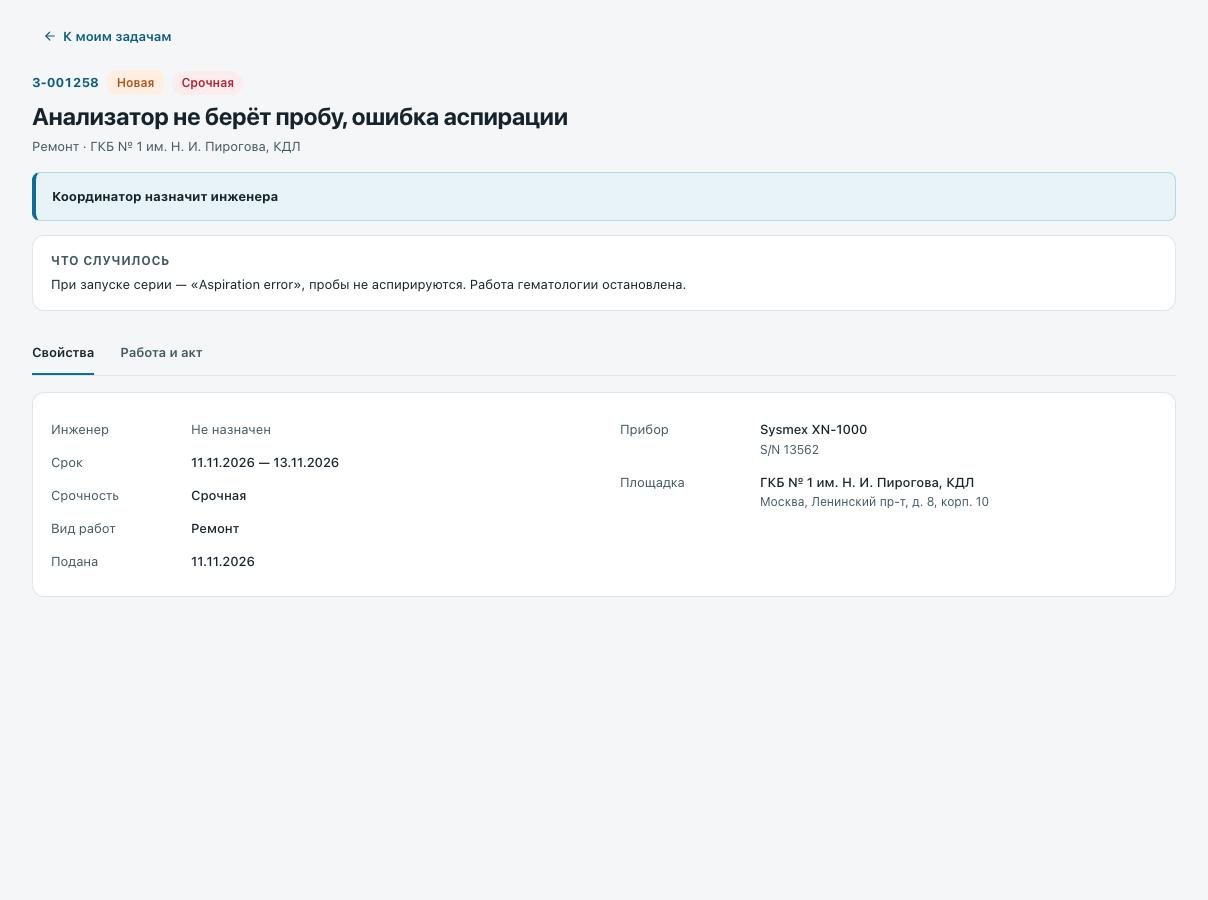 ← К моим задачам
З-001258 Новая Срочная
Анализатор не берёт пробу, ошибка аспирации
Ремонт · ГКБ № 1 им. Н. И. Пирогова, КДЛ
Координатор назначит инженера
ЧТО СЛУЧИЛОСЬ
При запуске серии — «Aspiration error», пробы не аспирируются. Работа гематологии остановлена.
Свойства Работа и акт
Инженер Не назначен
Срок 11.11.2026 — 13.11.2026
Срочность Срочная
Вид работ Ремонт
Подана 11.11.2026
Прибор Sysmex XN-1000
S/N 13562
Площадка ГКБ № 1 им. Н. И. Пирогова, КДЛ
Москва, Ленинский пр-т, д. 8, корп. 10